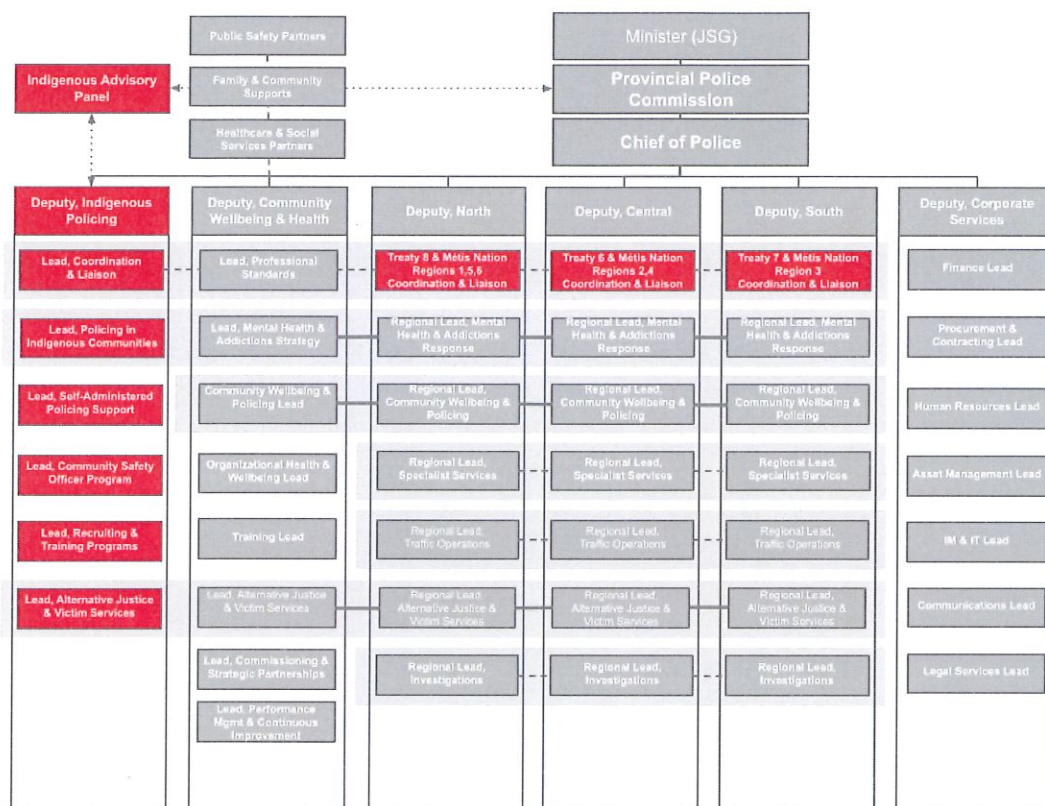 Public Safety Partners
Minister (JSG)
Indigenous Advisory
Panel
Family & Community
Supports
Provincial Police
Commission
Healthcare & Social
Services Partners
Chief of Police
Deputy, Indigenous
Policing
Deputy, Community
Wellbeing & Health
Deputy, North
Deputy, Central
Deputy, South
Deputy, Corporate
Services
Lead, Coordination
& Liaison
Lead, Professional
Standards
Treaty 8 & Métis Nation
Regions 1,5,6
Coordination & Liaison
Treaty 6 & Métis Nation
Regions 2,4
Coordination & Liaison
Treaty 7 & Métis Nation
Region 3
Coordination & Liaison
Finance Lead
Lead, Policing in
Indigenous Communities
Lead, Mental Health &
Addictions Strategy
Regional Lead, Mental
Health & Addictions
Response
Regional Lead, Mental
Health & Addictions
Response
Regional Lead, Mental
Health & Addictions
Response
Procurement &
Contracting Lead
Lead, Self-Administered
Policing Support
Community Wellbeing &
Policing Lead
Regional Lead,
Community Wellbeing &
Policing
Regional Lead,
Community Wellbeing &
Policing
Regional Lead,
Community Wellbeing &
Policing
Human Resources Lead
Lead, Community Safety
Officer Program
Organizational Health &
Wellbeing Lead
Regional Lead,
Specialist Services
Regional Lead,
Specialist Services
Regional Lead,
Specialist Services
Asset Management Lead
Lead, Recruiting &
Training Programs
Training Lead
Regional Lead,
Traffic Operations
Regional Lead,
Traffic Operations
Regional Lead,
Traffic Operations
IM & IT Lead
Lead, Alternative Justice
& Victim Services
Lead, Alternative Justice
& Victim Services
Regional Lead,
Alternative Justice &
Victim Services
Regional Lead,
Alternative Justice &
Victim Services
Regional Lead,
Alternative Justice &
Victim Services
Communications Lead
Lead, Commissioning &
Strategic Partnerships
Regional Lead,
Investigations
Regional Lead,
Investigations
Regional Lead,
Investigations
Legal Services Lead
Lead, Performance
Mgmt & Continuous
Improvement